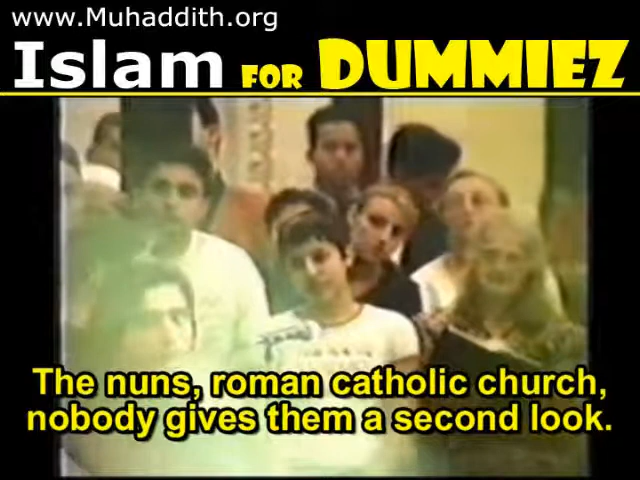 www.Muhaddith.org
Islam FOR DUMMIEZ
The nuns, roman catholic church,
nobody gives them a second look.